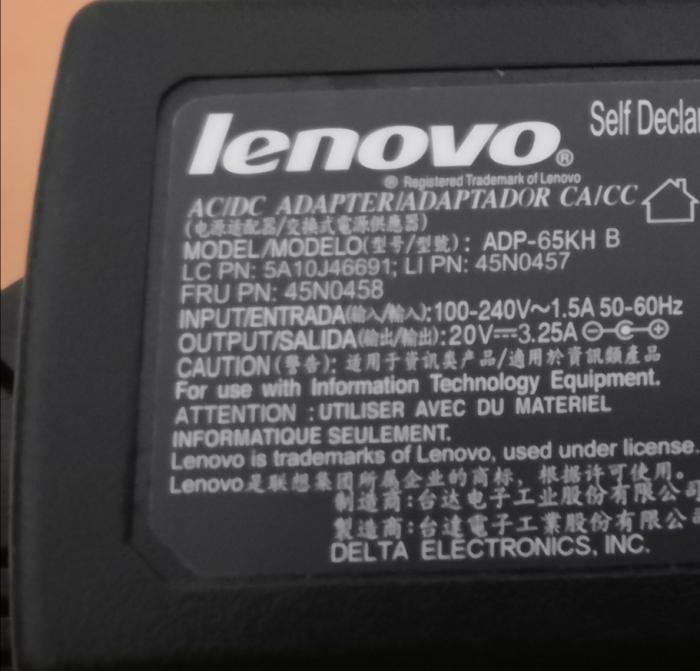 lenovo®
Self Declar
® Registered Trademark of Lenovo
AC/DC ADAPTER/ADAPTADOR CA/CC
(电源适配器/交換式電源供應器)
MODEL/MODELO(型号/型號): ADP-65KH B
LC PN: 5A10J46691; LI PN: 45N0457
FRU PN: 45N0458
INPUT/ENTRADA(输入/輸入):100-240V~1.5A 50-60Hz
OUTPUT/SALIDA(输出/輸出):20V⎓3.25A
CAUTION(警告): 适用于资讯类产品/適用於資訊類產品
For use with Information Technology Equipment.
ATTENTION :UTILISER AVEC DU MATERIEL
INFORMATIQUE SEULEMENT.
Lenovo is trademarks of Lenovo, used under license.
Lenovo是联想集团所属企业的商标, 根据许可使用。
制造商:台达电子工业股份有限公司
製造商:台達電子工業股份有限公司
DELTA ELECTRONICS, INC.